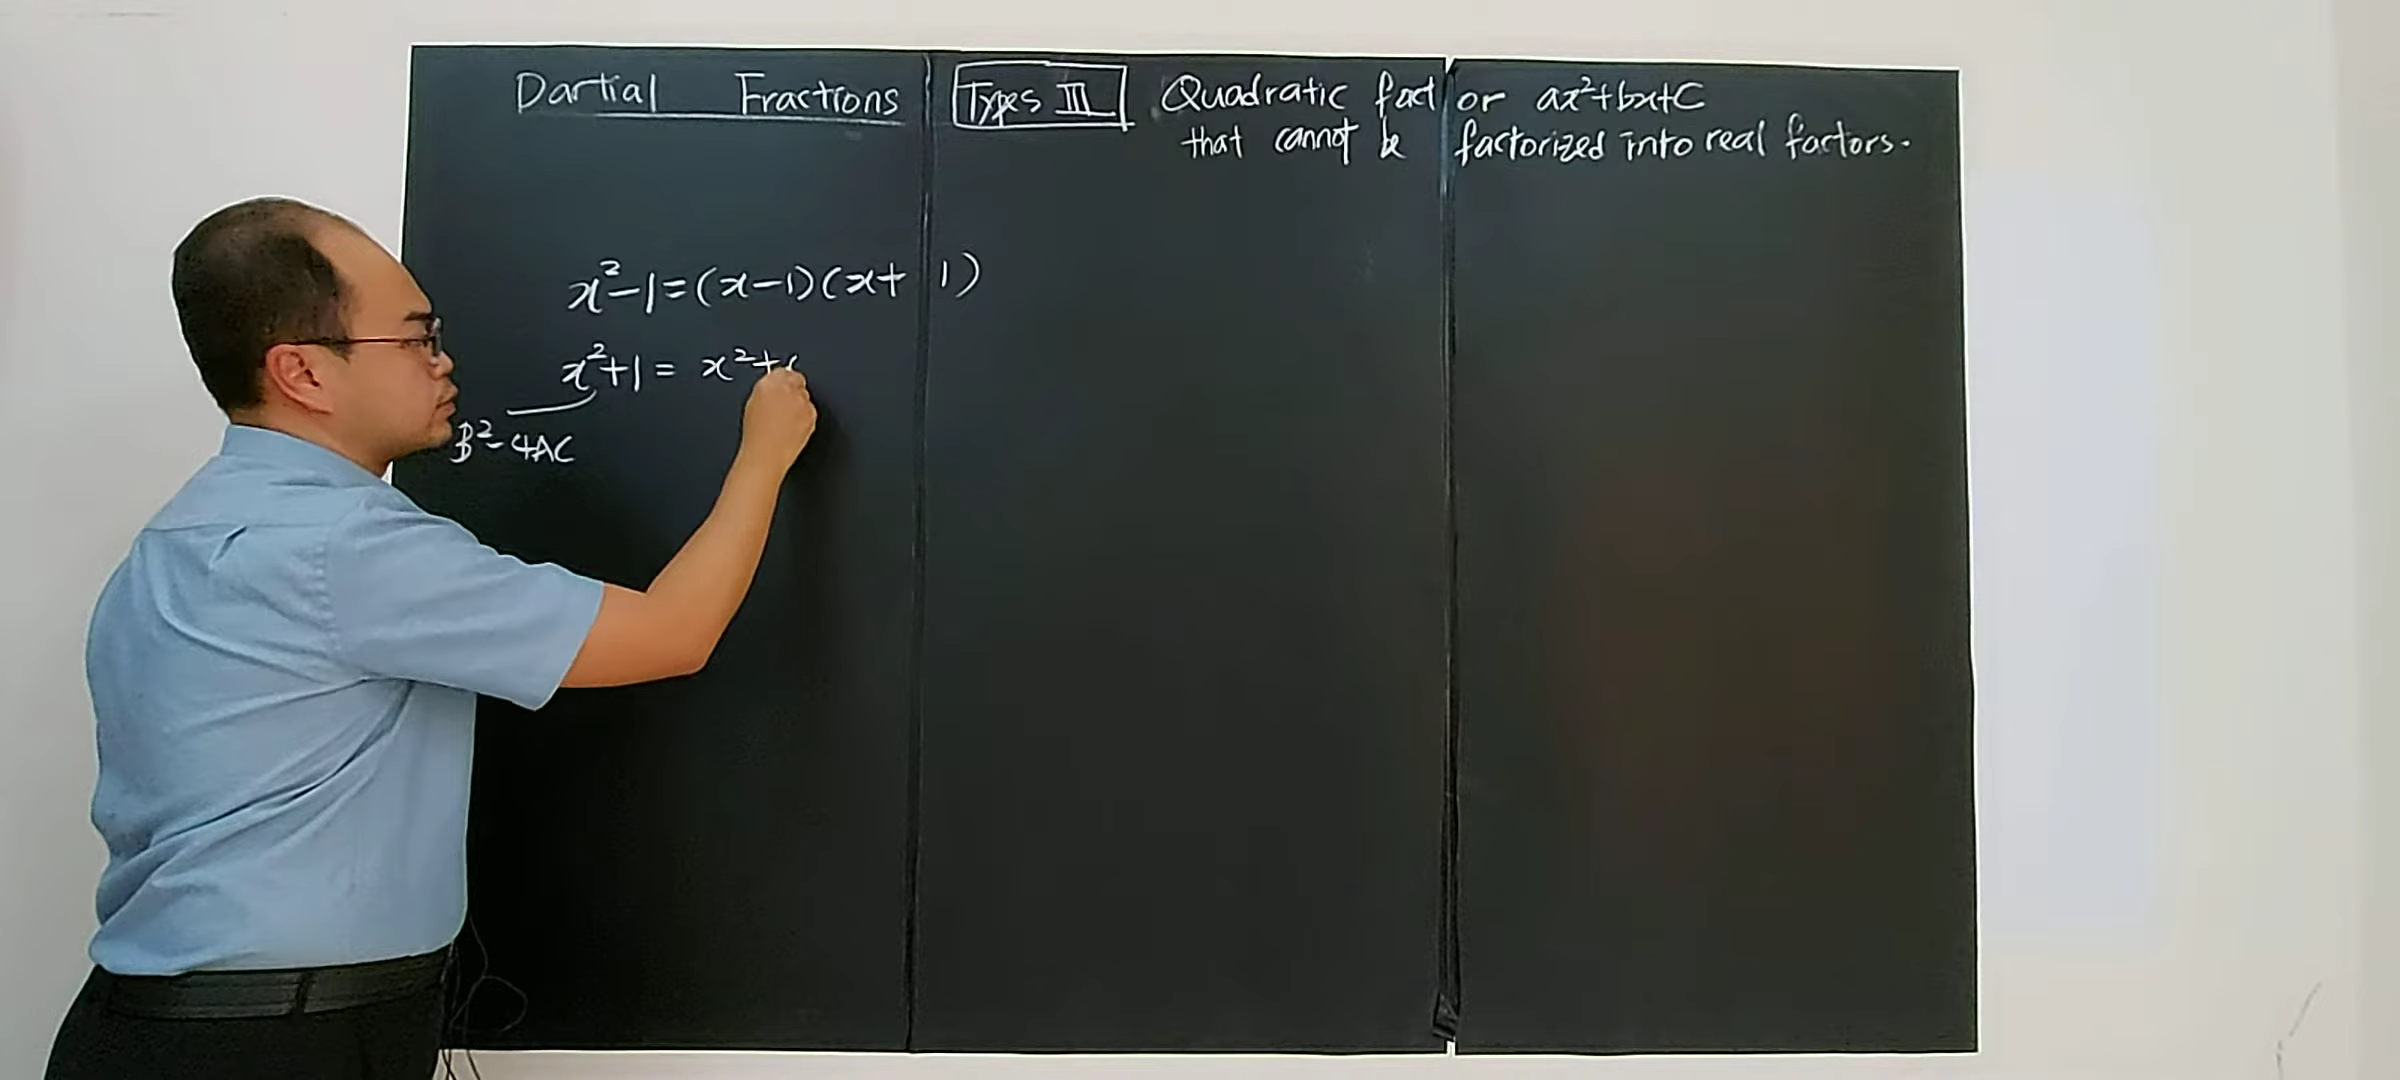 Partial Fractions Types III Quadratic factor ax²+bx+C
that cannot be factorized into real factors.
x²-1=(x-1)(x+1)
x²+1= x²+
B²-4AC